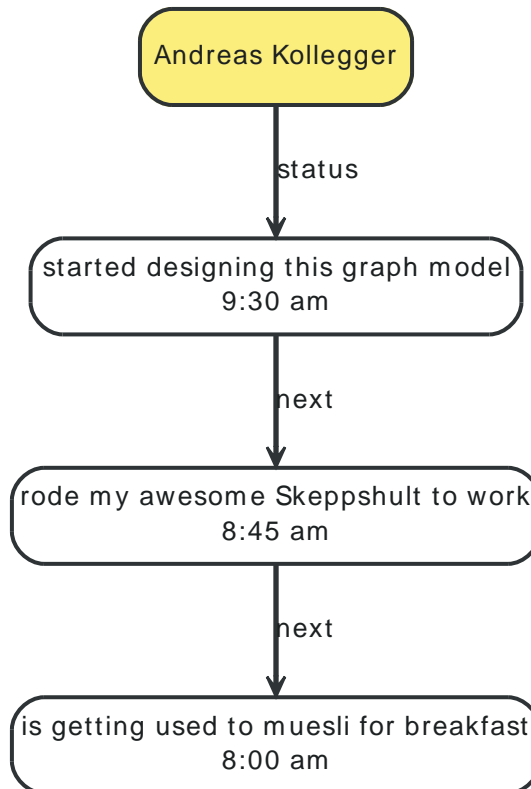 Andreas Kollegger
status
started designing this graph model
9:30 am
next
rode my awesome Skeppshult to work
8:45 am
next
is getting used to muesli for breakfast
8:00 am